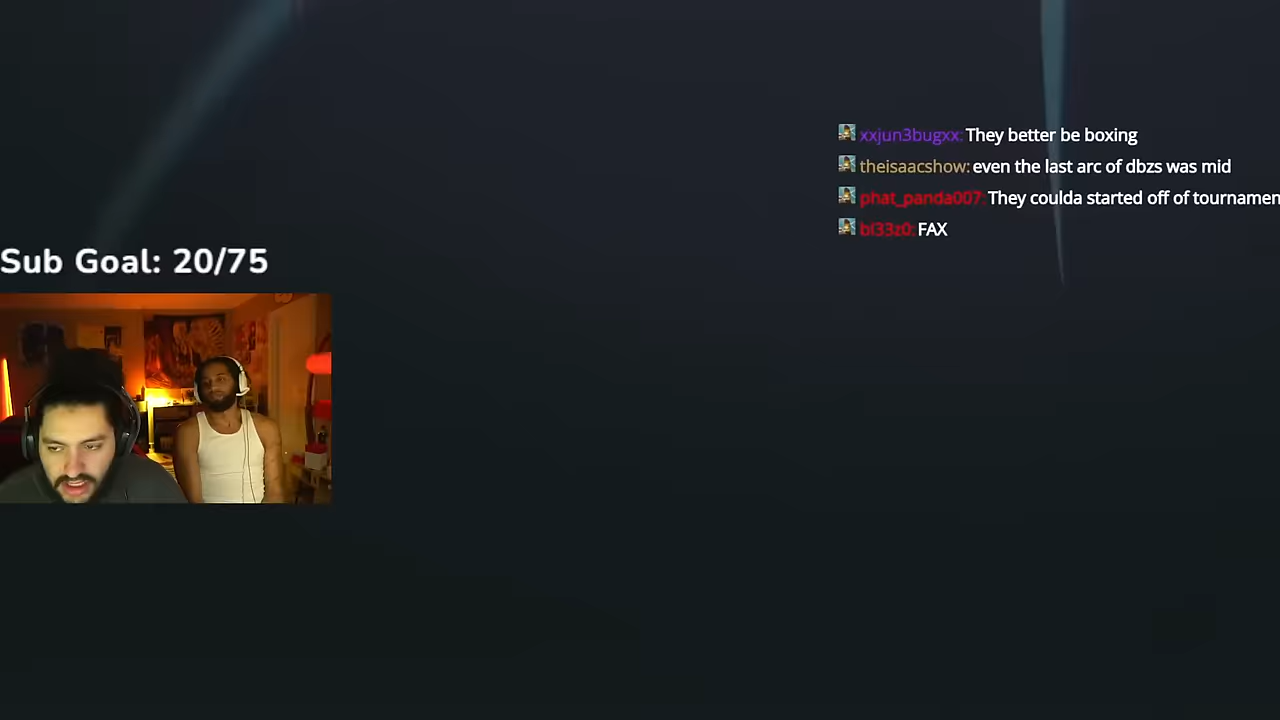 xxjun3bugxx: They better be boxing
theisaacshow: even the last arc of dbzs was mid
phat_panda007: They coulda started off of tournamen
bl33z0: FAX
Sub Goal: 20/75